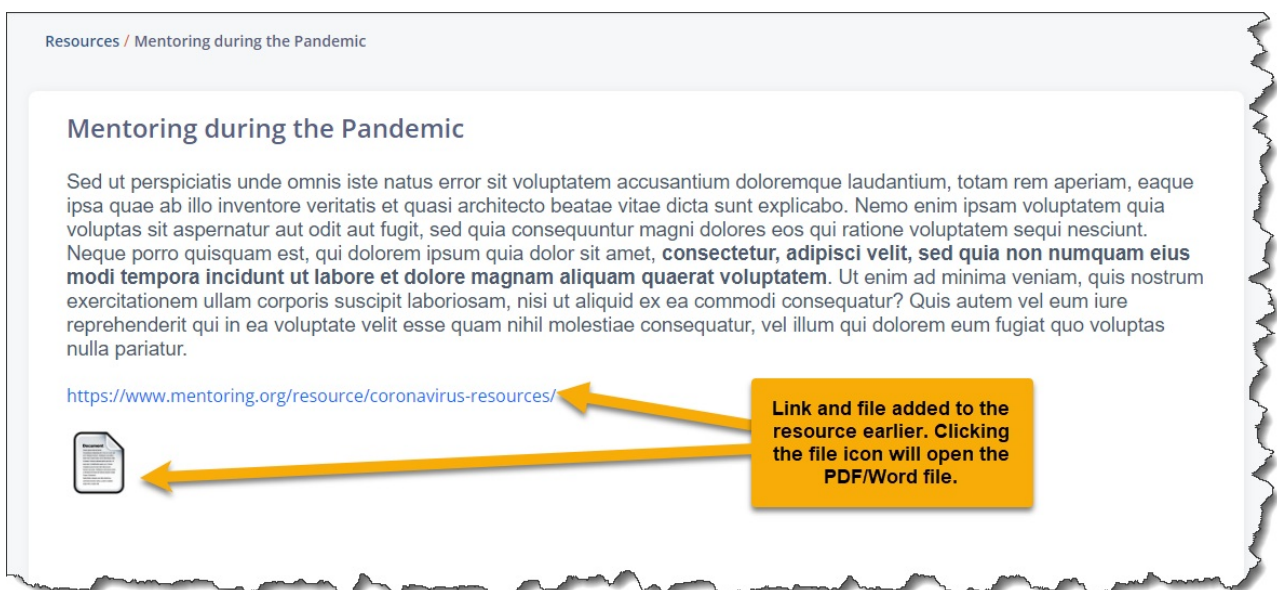 Resources / Mentoring during the Pandemic
Mentoring during the Pandemic
Sed ut perspiciatis unde omnis iste natus error sit voluptatem accusantium doloremque laudantium, totam rem aperiam, eaque
ipsa quae ab illo inventore veritatis et quasi architecto beatae vitae dicta sunt explicabo. Nemo enim ipsam voluptatem quia
voluptas sit aspernatur aut odit aut fugit, sed quia consequuntur magni dolores eos qui ratione voluptatem sequi nesciunt.
Neque porro quisquam est, qui dolorem ipsum quia dolor sit amet, consectetur, adipisci velit, sed quia non numquam eius
modi tempora incidunt ut labore et dolore magnam aliquam quaerat voluptatem. Ut enim ad minima veniam, quis nostrum
exercitationem ullam corporis suscipit laboriosam, nisi ut aliquid ex ea commodi consequatur? Quis autem vel eum iure
reprehenderit qui in ea voluptate velit esse quam nihil molestiae consequatur, vel illum qui dolorem eum fugiat quo voluptas
nulla pariatur.
https://www.mentoring.org/resource/coronavirus-resources/
Link and file added to the
resource earlier. Clicking
the file icon will open the
PDF/Word file.
Document